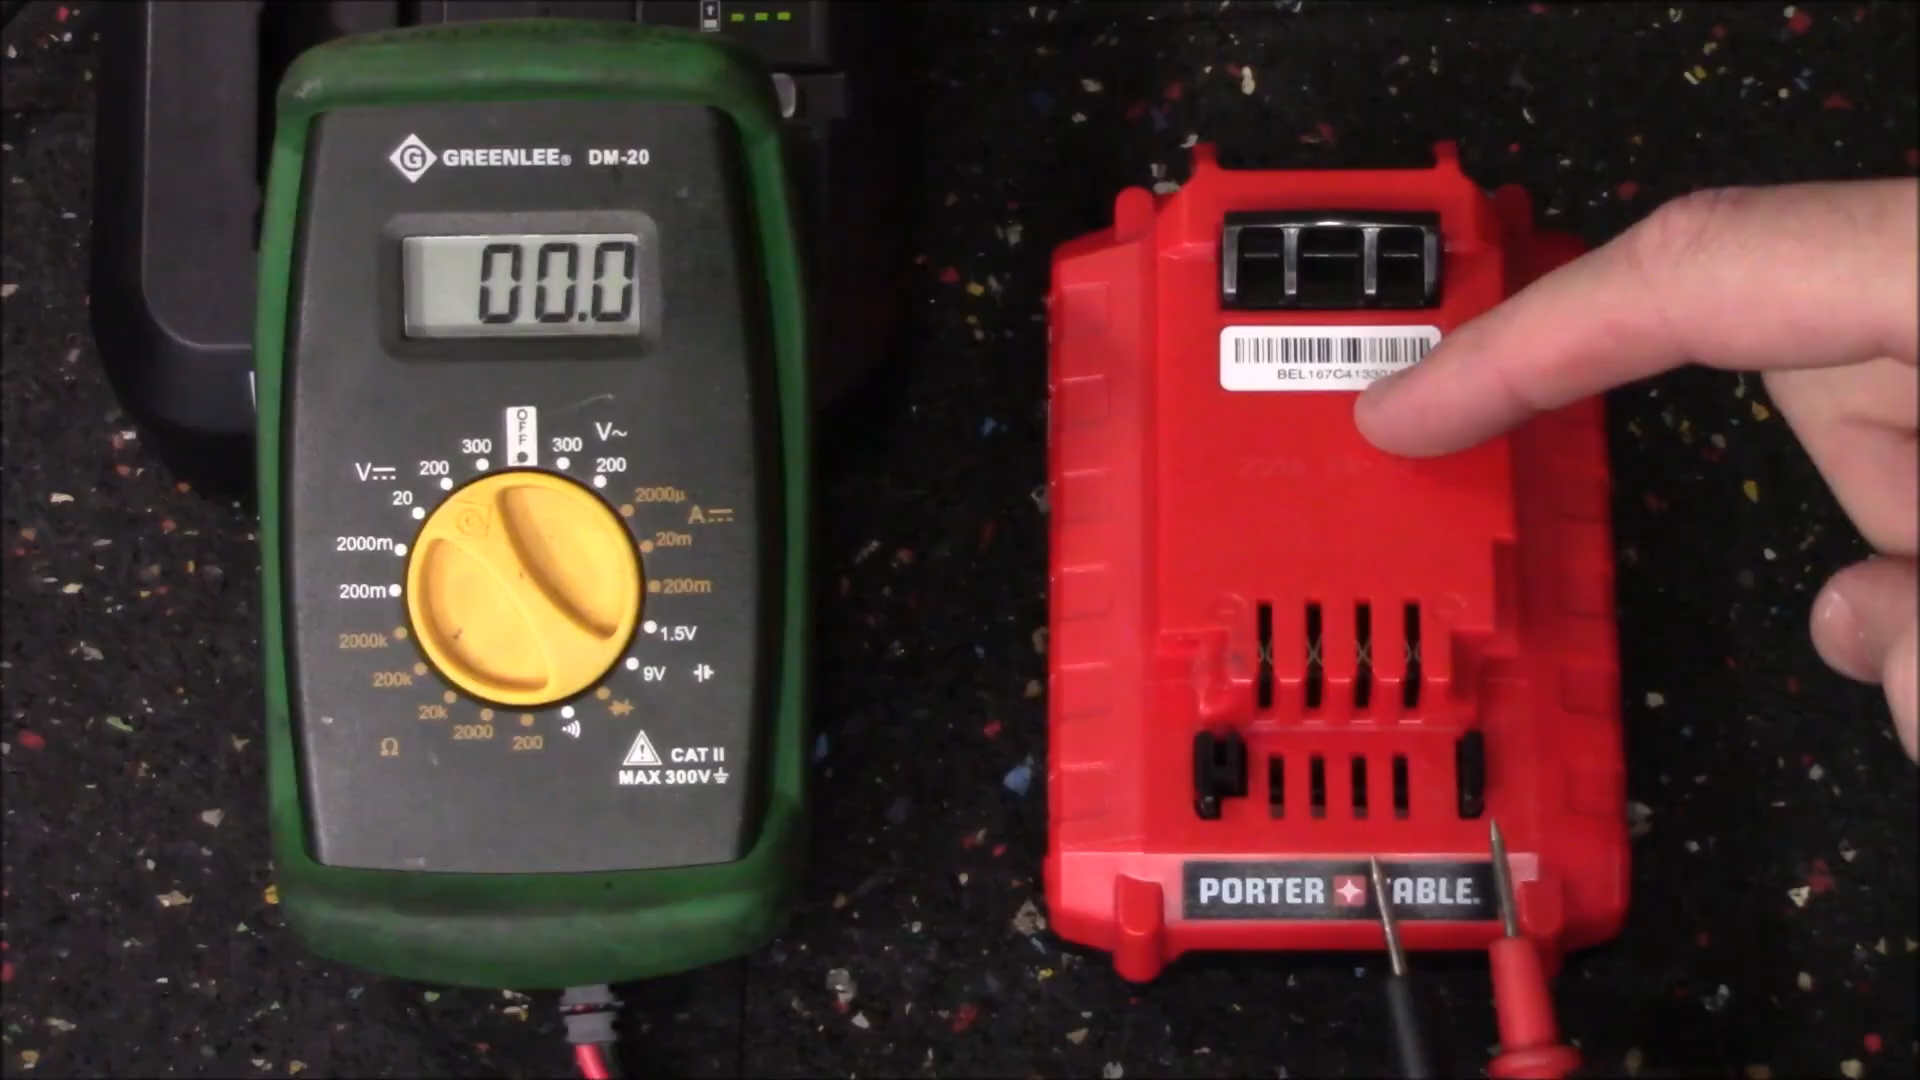 GREENLEE® DM-20
00.0
OFF
300
300
V~
V⎓
200
200
20
2000µ
A⎓
2000m
20m
200m
200m
2000k
1.5V
200k
9V
20k
2000
200
Ω
CAT II
MAX 300V
BEL167C4133
PORTER ABLE.